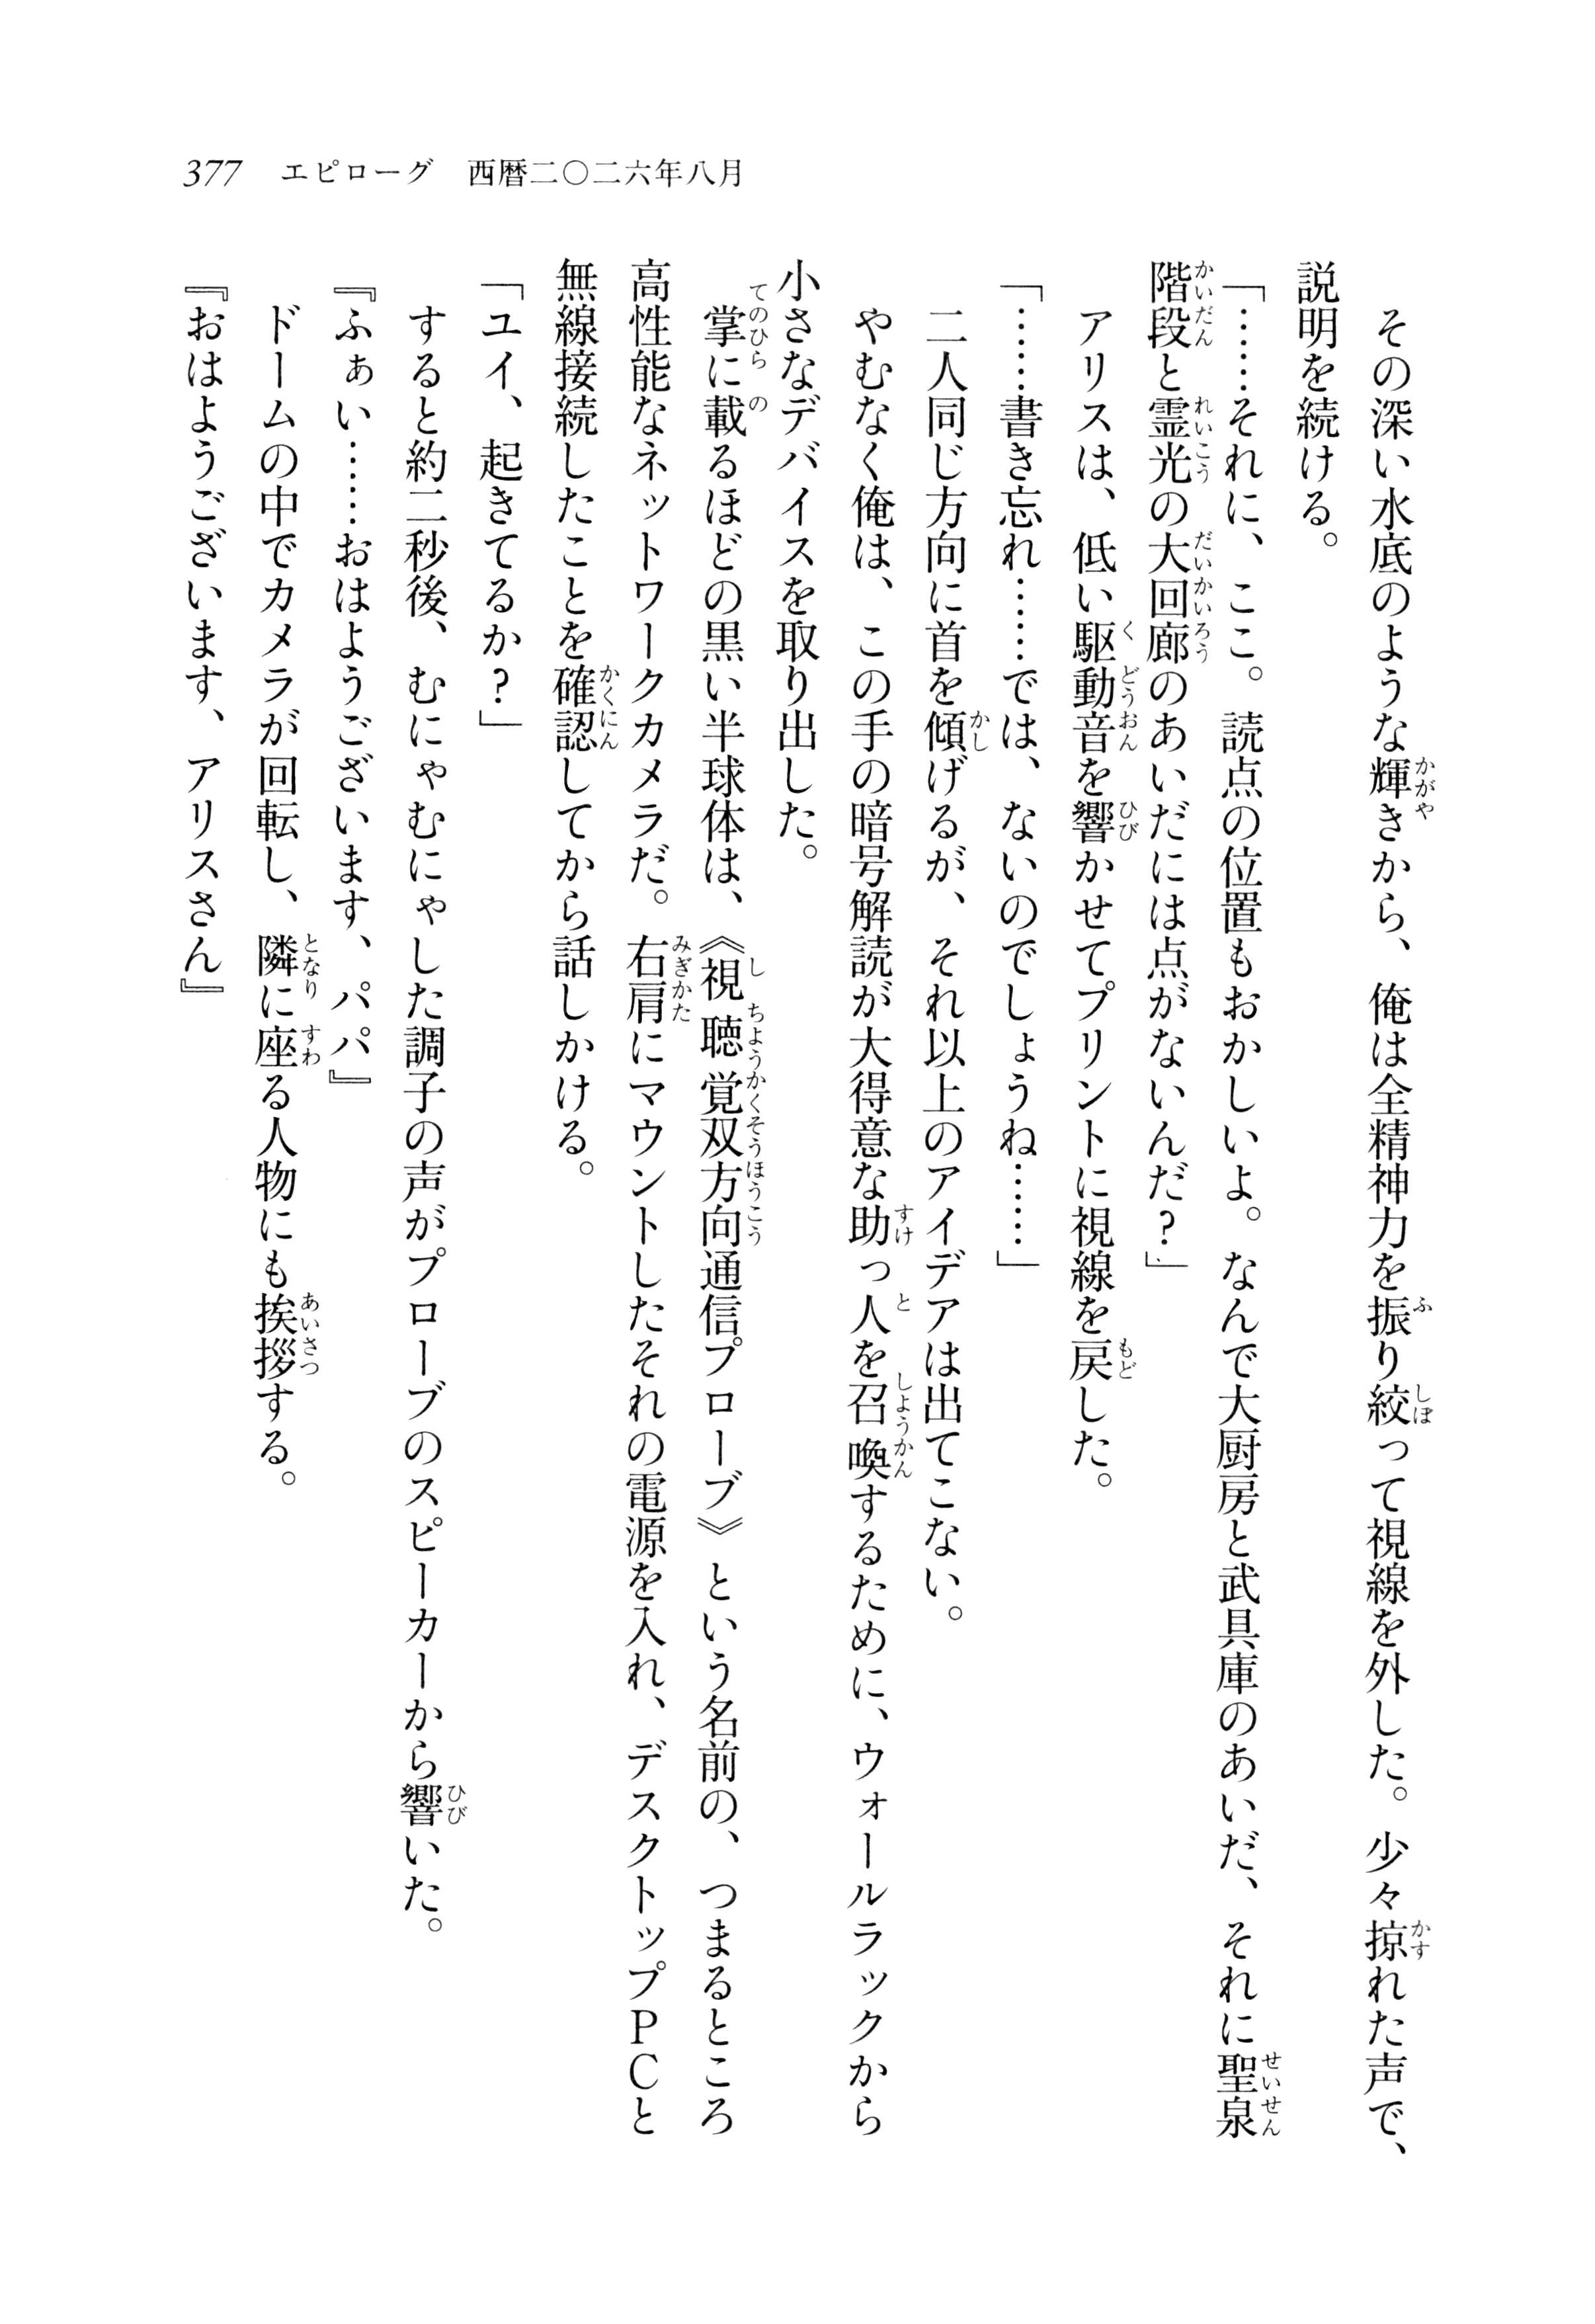 377　エピローグ　西暦二〇二六年八月
　その深い水底のような輝きから、俺は全精神力を振り絞って視線を外した。少々掠れた声で、
説明を続ける。
「……それに、ここ。読点の位置もおかしいよ。なんで大厨房と武具庫のあいだ、それに聖泉
階段と霊光の大回廊のあいだには点がないんだ？」
　アリスは、低い駆動音を響かせてプリントに視線を戻した。
「……書き忘れ……では、ないのでしょうね……」
　二人同じ方向に首を傾げるが、それ以上のアイデアは出てこない。
　やむなく俺は、この手の暗号解読が大得意な助っ人を召喚するために、ウォールラックから
小さなデバイスを取り出した。
　掌に載るほどの黒い半球体は、《視聴覚双方向通信プローブ》という名前の、つまるところ
高性能なネットワークカメラだ。右肩にマウントしたそれの電源を入れ、デスクトップＰＣと
無線接続したことを確認してから話しかける。
「ユイ、起きてるか？」
　すると約二秒後、むにゃむにゃした調子の声がプローブのスピーカーから響いた。
『ふぁい……おはようございます、パパ』
　ドームの中でカメラが回転し、隣に座る人物にも挨拶する。
『おはようございます、アリスさん』